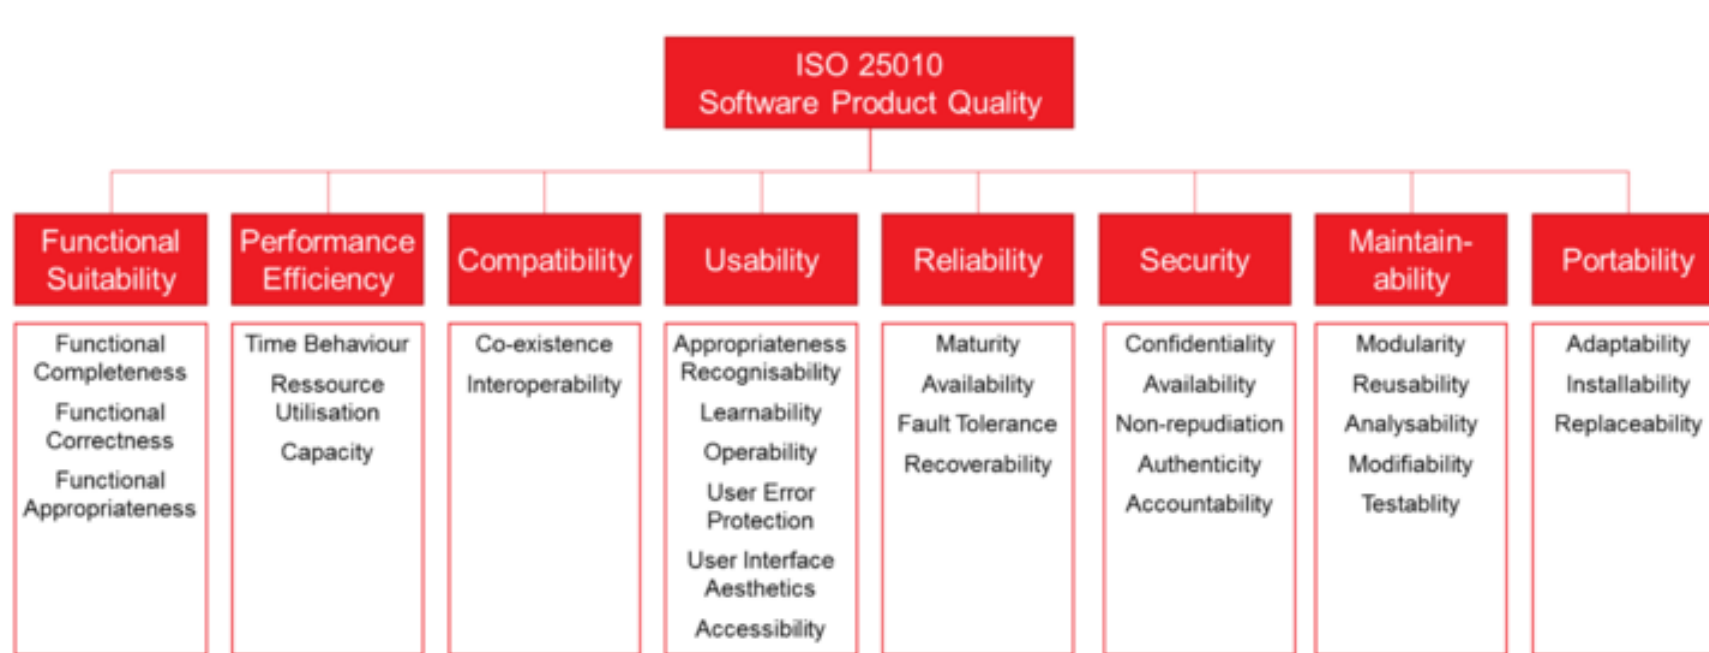 ISO 25010
Software Product Quality
Functional
Suitability
Performance
Efficiency
Compatibility
Usability
Reliability
Security
Maintain-
ability
Portability
Functional
Completeness
Functional
Correctness
Functional
Appropriateness
Time Behaviour
Ressource
Utilisation
Capacity
Co-existence
Interoperability
Appropriateness
Recognisability
Learnability
Operability
User Error
Protection
User Interface
Aesthetics
Accessibility
Maturity
Availability
Fault Tolerance
Recoverability
Confidentiality
Availability
Non-repudiation
Authenticity
Accountability
Modularity
Reusability
Analysability
Modifiability
Testablity
Adaptability
Installability
Replaceability